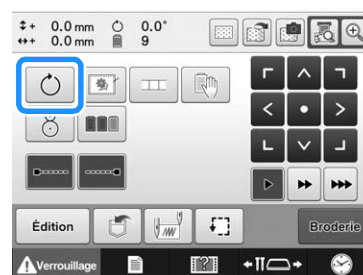 0.0 mm 0.0°
0.0 mm 9
Édition
Broderie
Verrouillage